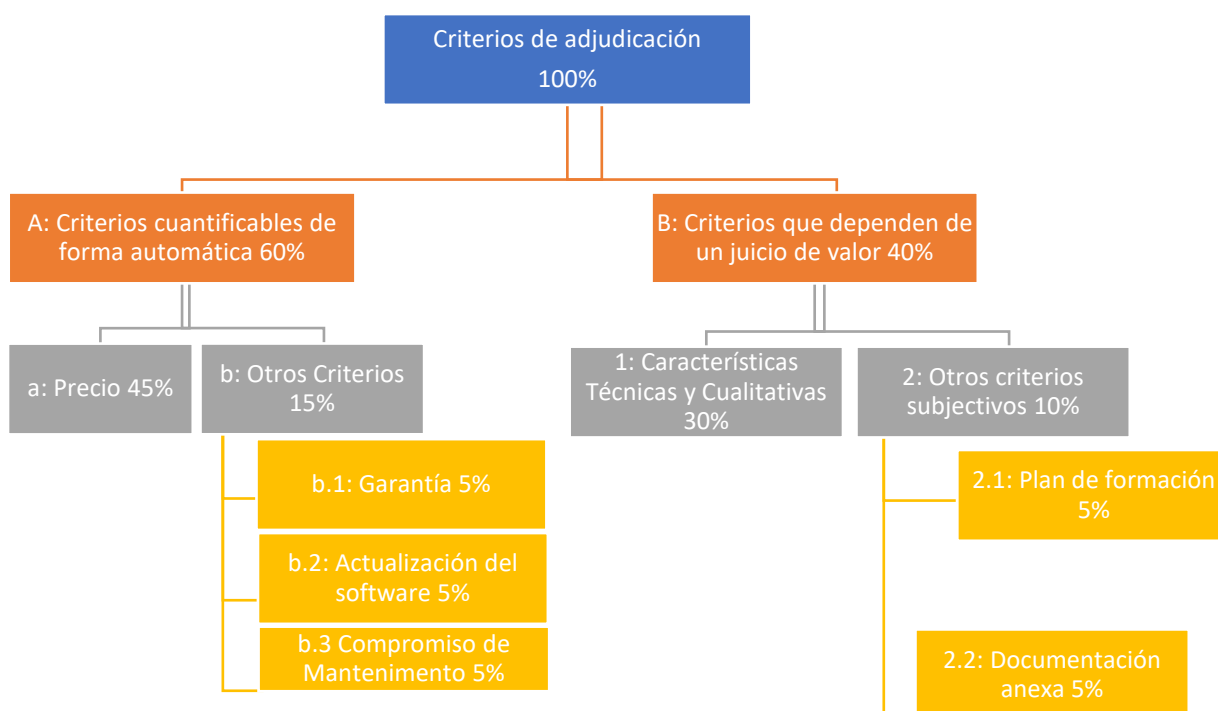 Criterios de adjudicación
100%
A: Criterios cuantificables de
forma automática 60%
B: Criterios que dependen de
un juicio de valor 40%
a: Precio 45%
b: Otros Criterios
15%
1: Características
Técnicas y Cualitativas
30%
2: Otros criterios
subjectivos 10%
b.1: Garantía 5%
b.2: Actualización del
software 5%
b.3 Compromiso de
Mantenimento 5%
2.1: Plan de formación
5%
2.2: Documentación
anexa 5%